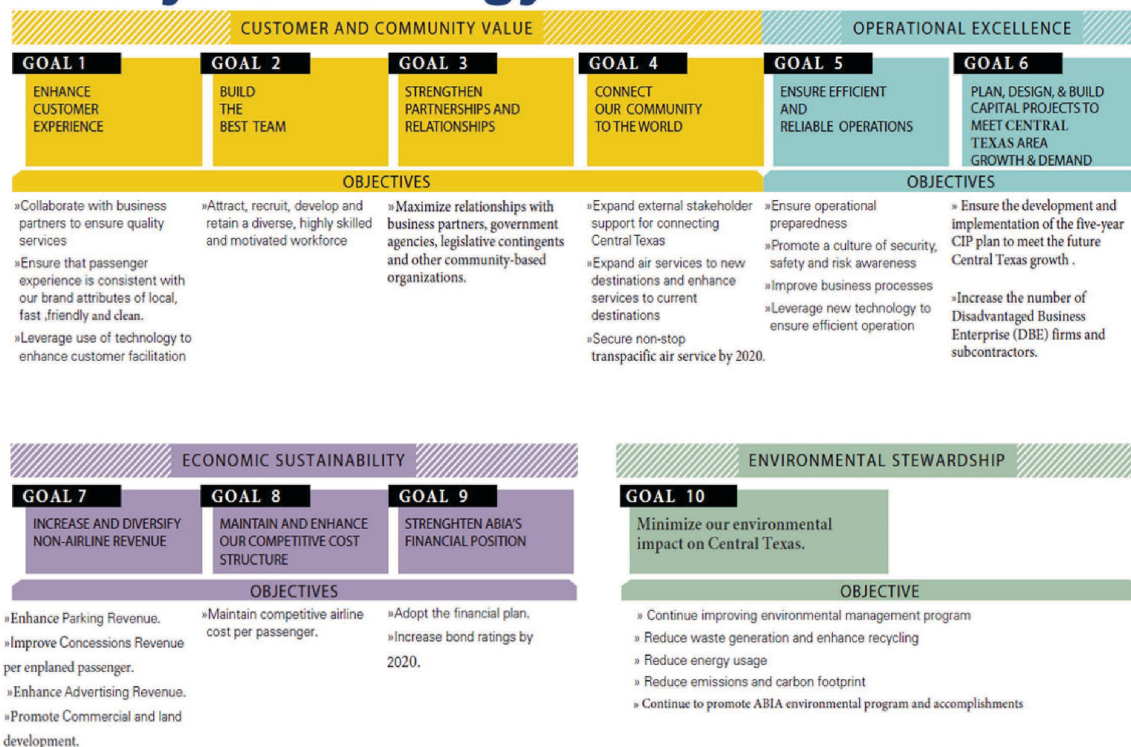 CUSTOMER AND COMMUNITY VALUE
OPERATIONAL EXCELLENCE
GOAL 1
ENHANCE
CUSTOMER
EXPERIENCE
GOAL 2
BUILD
THE
BEST TEAM
GOAL 3
STRENGTHEN
PARTNERSHIPS AND
RELATIONSHIPS
GOAL 4
CONNECT
OUR COMMUNITY
TO THE WORLD
GOAL 5
ENSURE EFFICIENT
AND
RELIABLE OPERATIONS
GOAL 6
PLAN, DESIGN, & BUILD
CAPITAL PROJECTS TO
MEET CENTRAL
TEXAS AREA
GROWTH & DEMAND
OBJECTIVES
»Collaborate with business
partners to ensure quality
services
»Ensure that passenger
experience is consistent with
our brand attributes of local,
fast ,friendly and clean.
»Leverage use of technology to
enhance customer facilitation
»Attract, recruit, develop and
retain a diverse, highly skilled
and motivated workforce
»Maximize relationships with
business partners, government
agencies, legislative contingents
and other community-based
organizations.
»Expand external stakeholder
support for connecting
Central Texas
»Expand air services to new
destinations and enhance
services to current
destinations
»Secure non-stop
transpacific air service by 2020.
OBJECTIVES
»Ensure operational
preparedness
»Promote a culture of security,
safety and risk awareness
»Improve business processes
»Leverage new technology to
ensure efficient operation
» Ensure the development and
implementation of the five-year
CIP plan to meet the future
Central Texas growth .
»Increase the number of
Disadvantaged Business
Enterprise (DBE) firms and
subcontractors.
ECONOMIC SUSTAINABILITY
GOAL 7
INCREASE AND DIVERSIFY
NON-AIRLINE REVENUE
GOAL 8
MAINTAIN AND ENHANCE
OUR COMPETITIVE COST
STRUCTURE
GOAL 9
STRENGHTEN ABIA'S
FINANCIAL POSITION
OBJECTIVES
»Enhance Parking Revenue.
»Improve Concessions Revenue
per enplaned passenger.
»Enhance Advertising Revenue.
»Promote Commercial and land
development.
»Maintain competitive airline
cost per passenger.
»Adopt the financial plan.
»Increase bond ratings by
2020.
ENVIRONMENTAL STEWARDSHIP
GOAL 10
Minimize our environmental
impact on Central Texas.
OBJECTIVE
» Continue improving environmental management program
» Reduce waste generation and enhance recycling
» Reduce energy usage
» Reduce emissions and carbon footprint
» Continue to promote ABIA environmental program and accomplishments